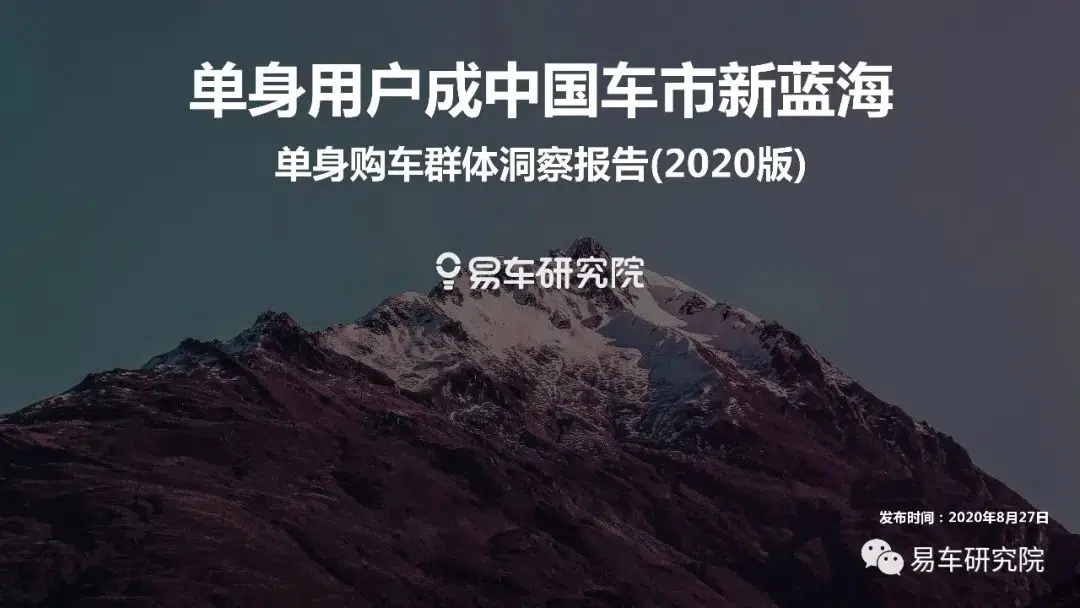 单身用户成中国车市新蓝海
单身购车群体洞察报告(2020版)
易车研究院
发布时间：2020年8月27日
易车研究院